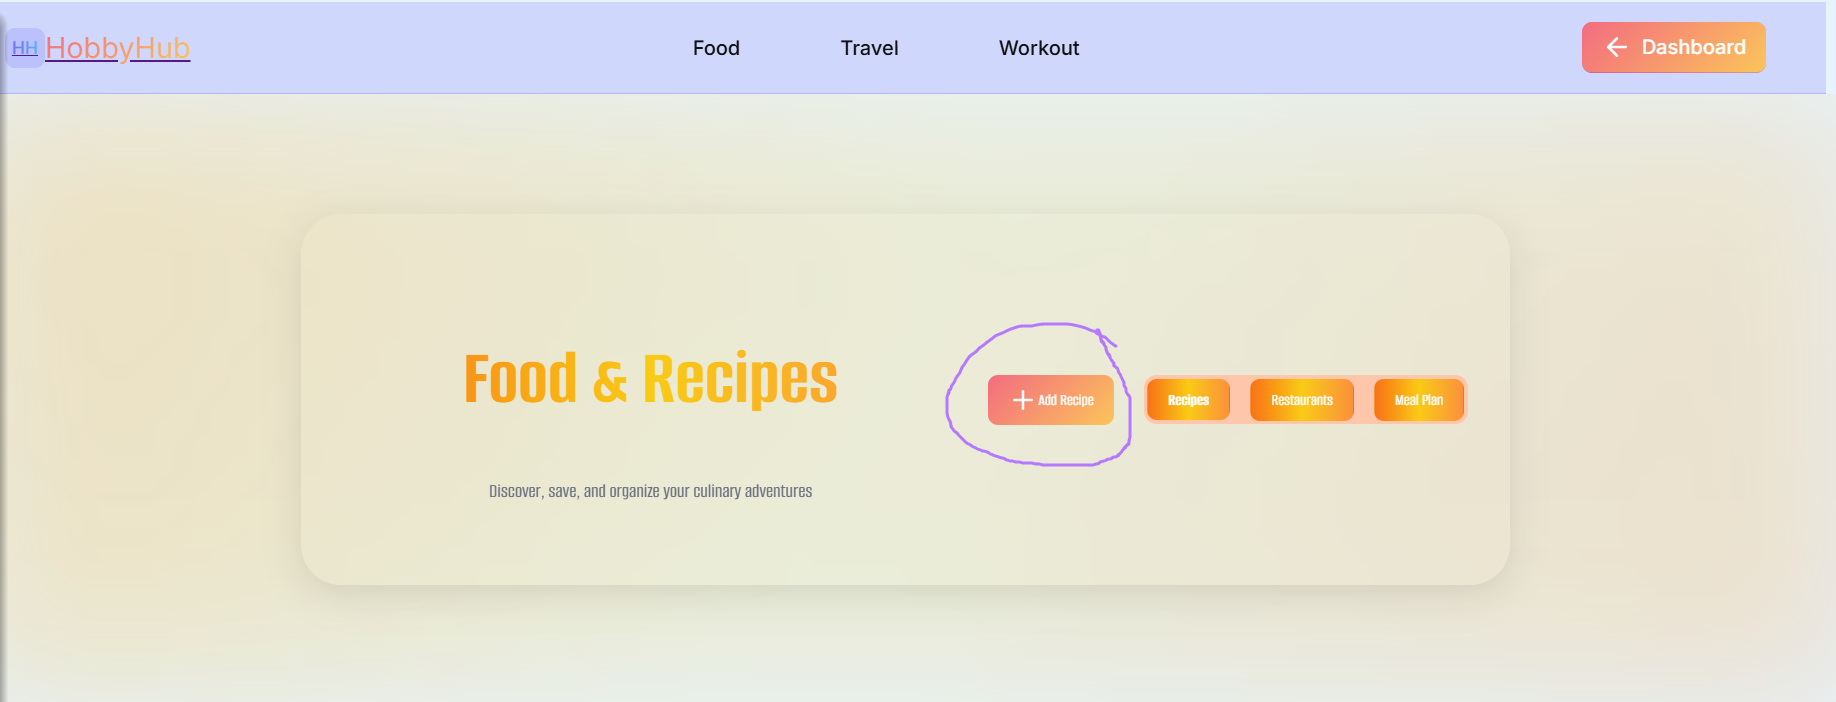 HH HobbyHub Food Travel Workout Dashboard
Food & Recipes
Add Recipe Recipes Restaurants Meal Plan
Discover, save, and organize your culinary adventures